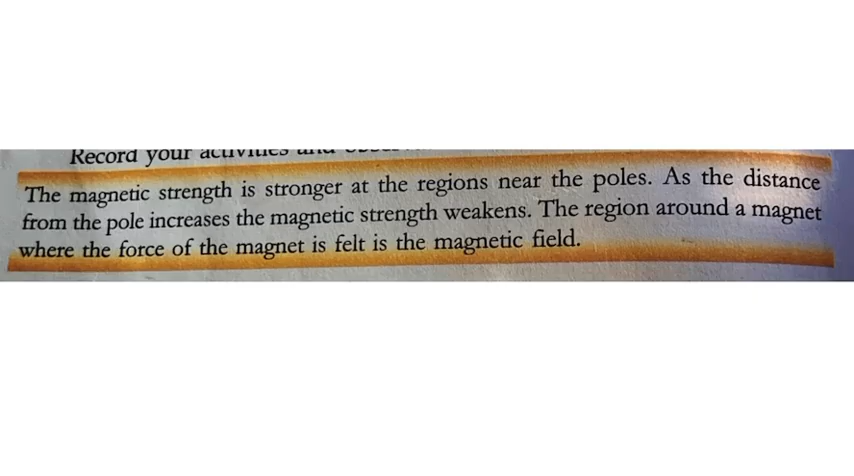 Record your activities and
The magnetic strength is stronger at the regions near the poles. As the distance
from the pole increases the magnetic strength weakens. The region around a magnet
where the force of the magnet is felt is the magnetic field.